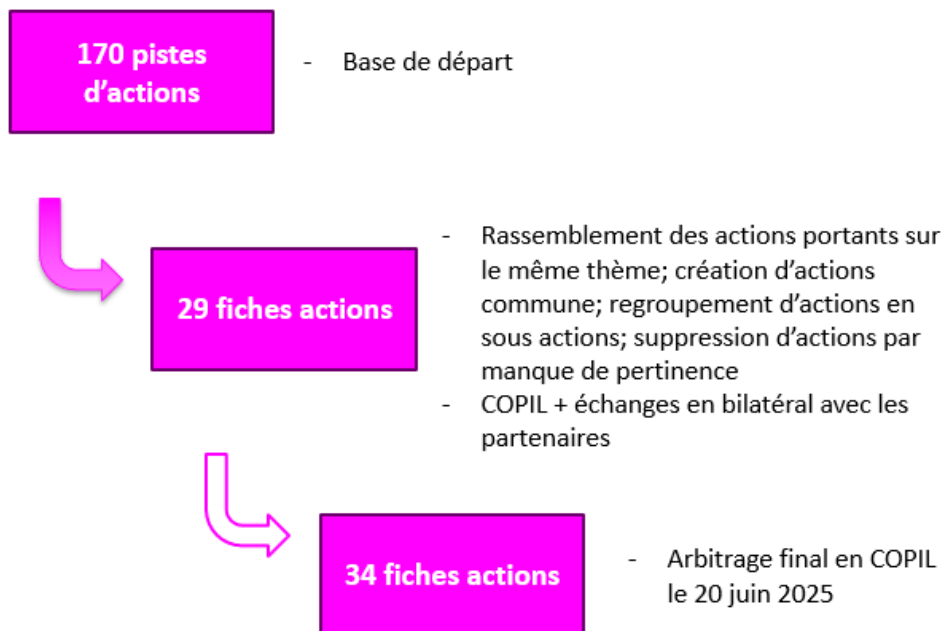 170 pistes
d'actions
- Base de départ
29 fiches actions
- Rassemblement des actions portants sur
le même thème; création d'actions
commune; regroupement d'actions en
sous actions; suppression d'actions par
manque de pertinence
- COPIL + échanges en bilatéral avec les
partenaires
34 fiches actions
- Arbitrage final en COPIL
le 20 juin 2025